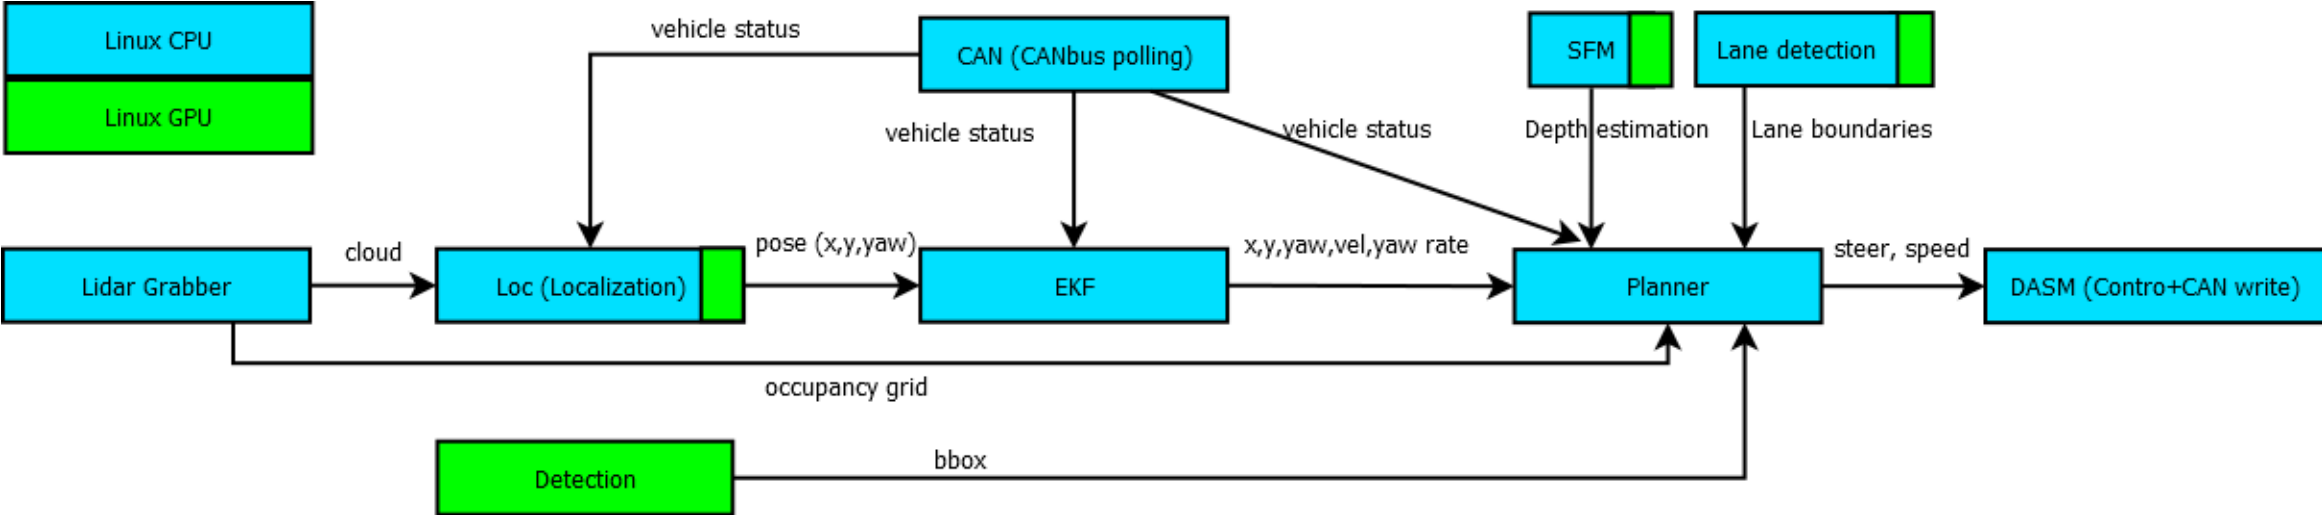 Linux CPU
Linux GPU
vehicle status
CAN (CANbus polling)
SFM
Lane detection
vehicle status
vehicle status
Depth estimation
Lane boundaries
Lidar Grabber
cloud
Loc (Localization)
pose (x,y,yaw)
EKF
x,y,yaw,vel,yaw rate
Planner
steer, speed
DASM (Contro+CAN write)
occupancy grid
Detection
bbox